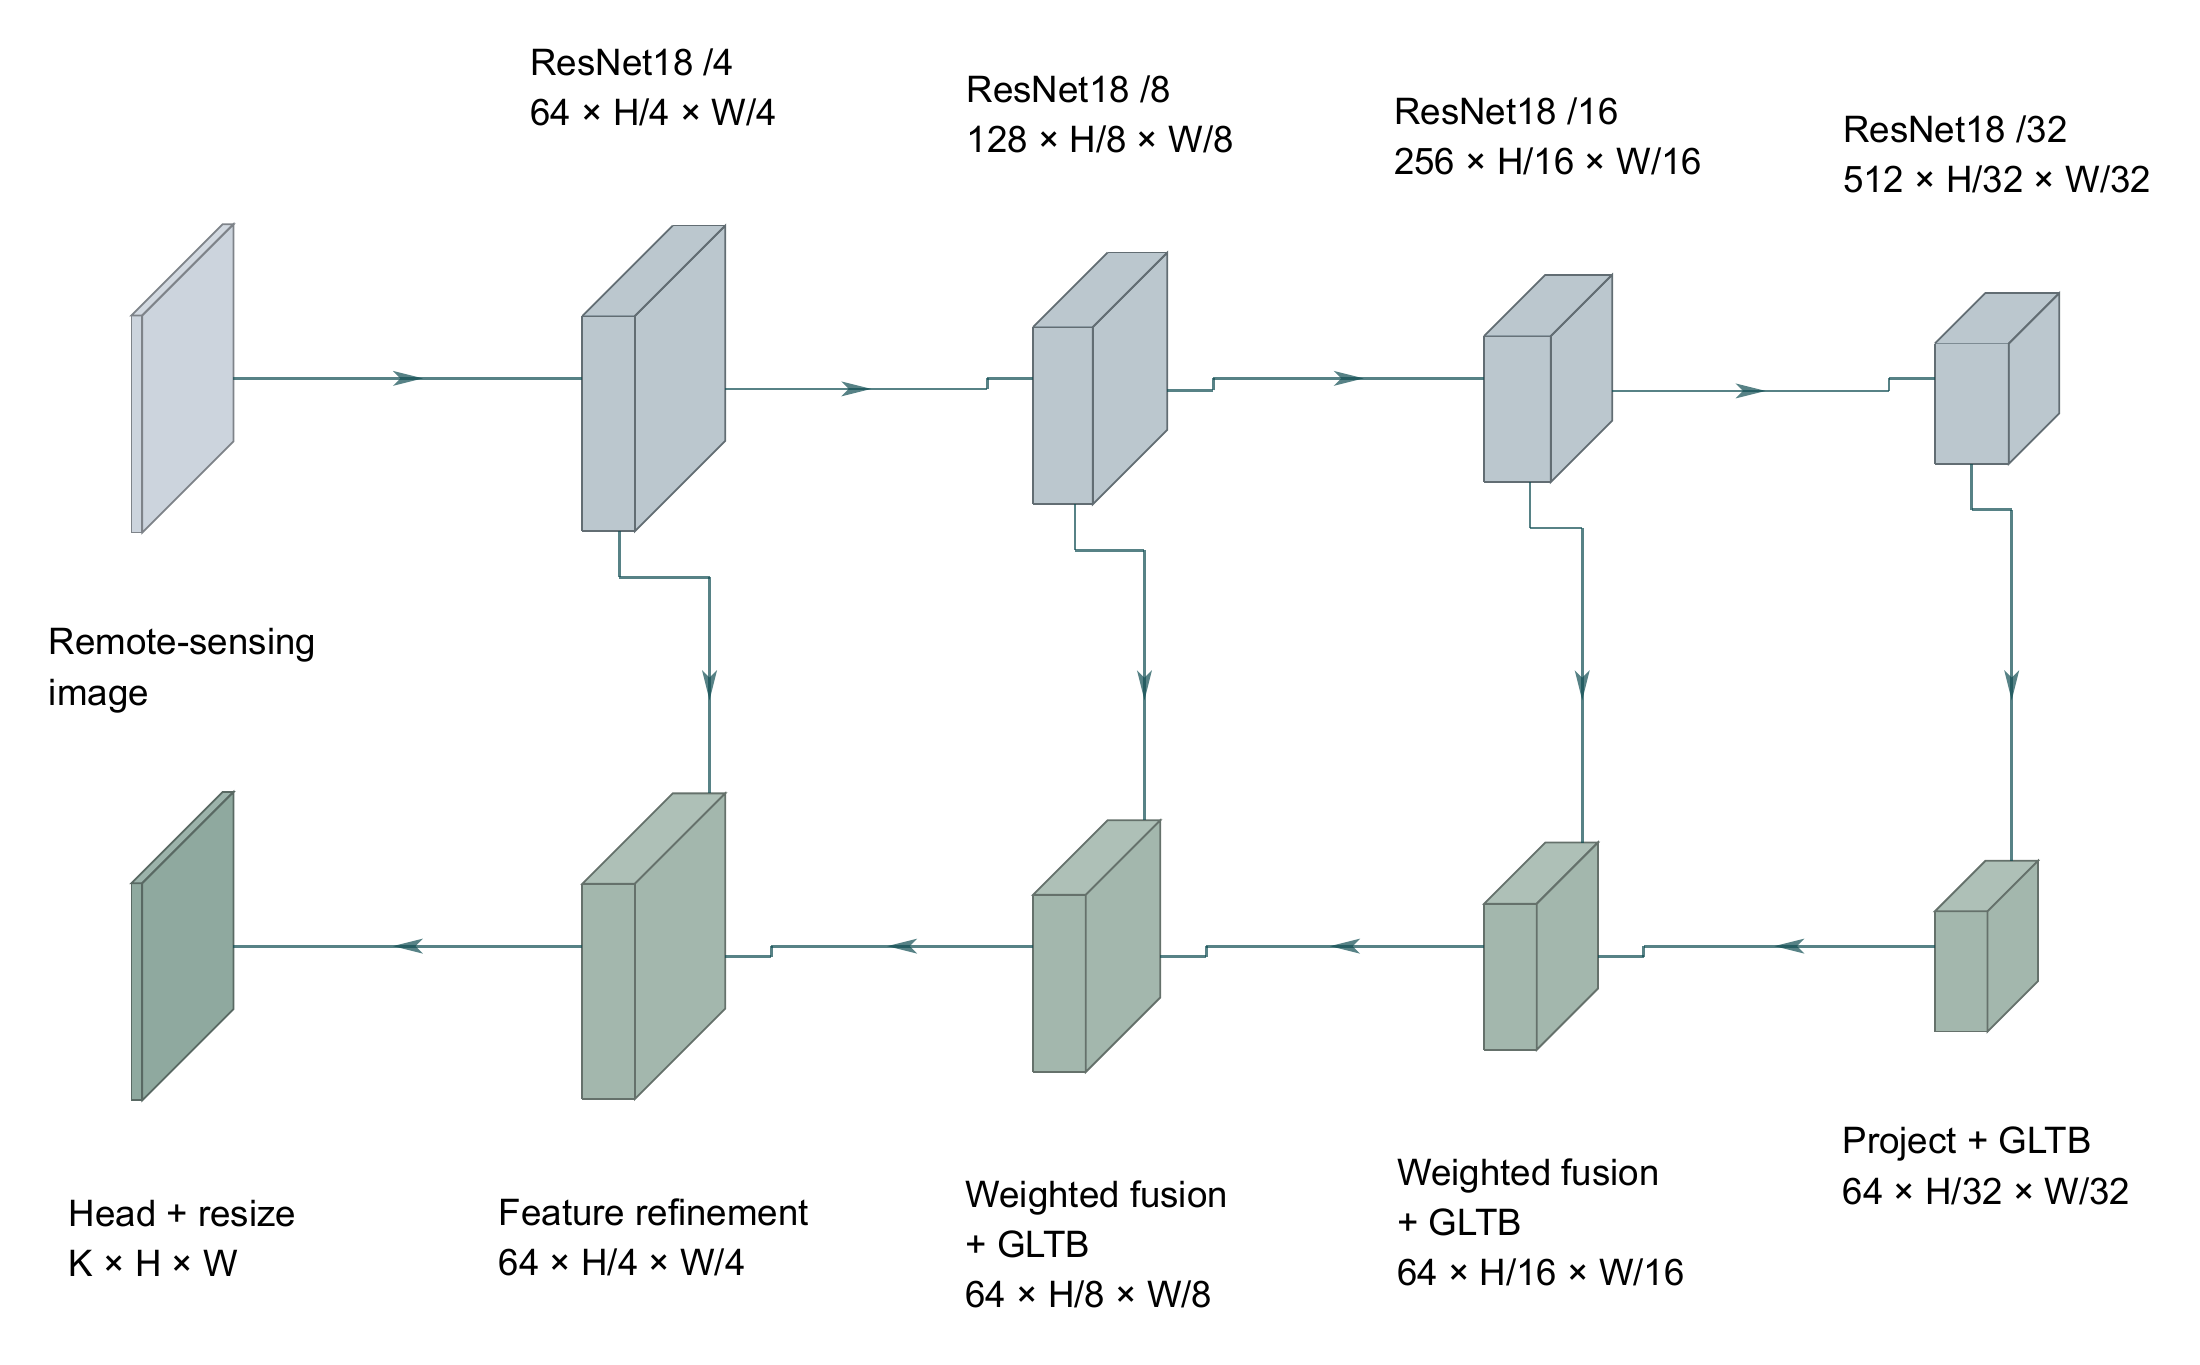 ResNet18 /4
64 × H/4 × W/4
ResNet18 /8
128 × H/8 × W/8
ResNet18 /16
256 × H/16 × W/16
ResNet18 /32
512 × H/32 × W/32
Remote-sensing
image
Head + resize
K × H × W
Feature refinement
64 × H/4 × W/4
Weighted fusion
+ GLTB
64 × H/8 × W/8
Weighted fusion
+ GLTB
64 × H/16 × W/16
Project + GLTB
64 × H/32 × W/32